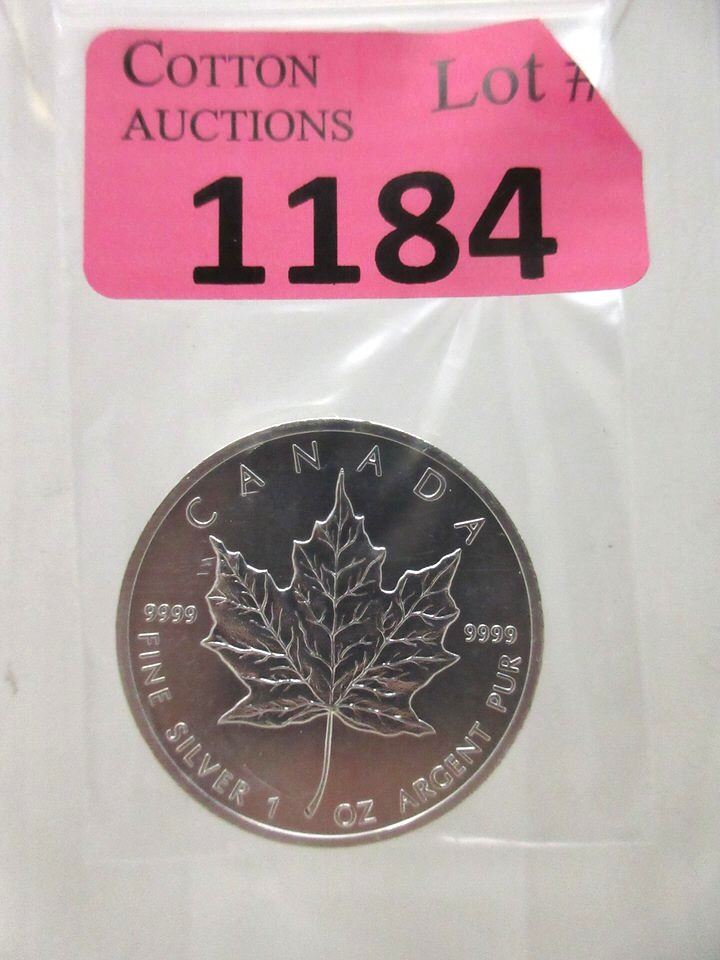 COTTON
AUCTIONS
Lot #
1184
CANADA
9999
9999
FINE SILVER 1 OZ ARGENT PUR